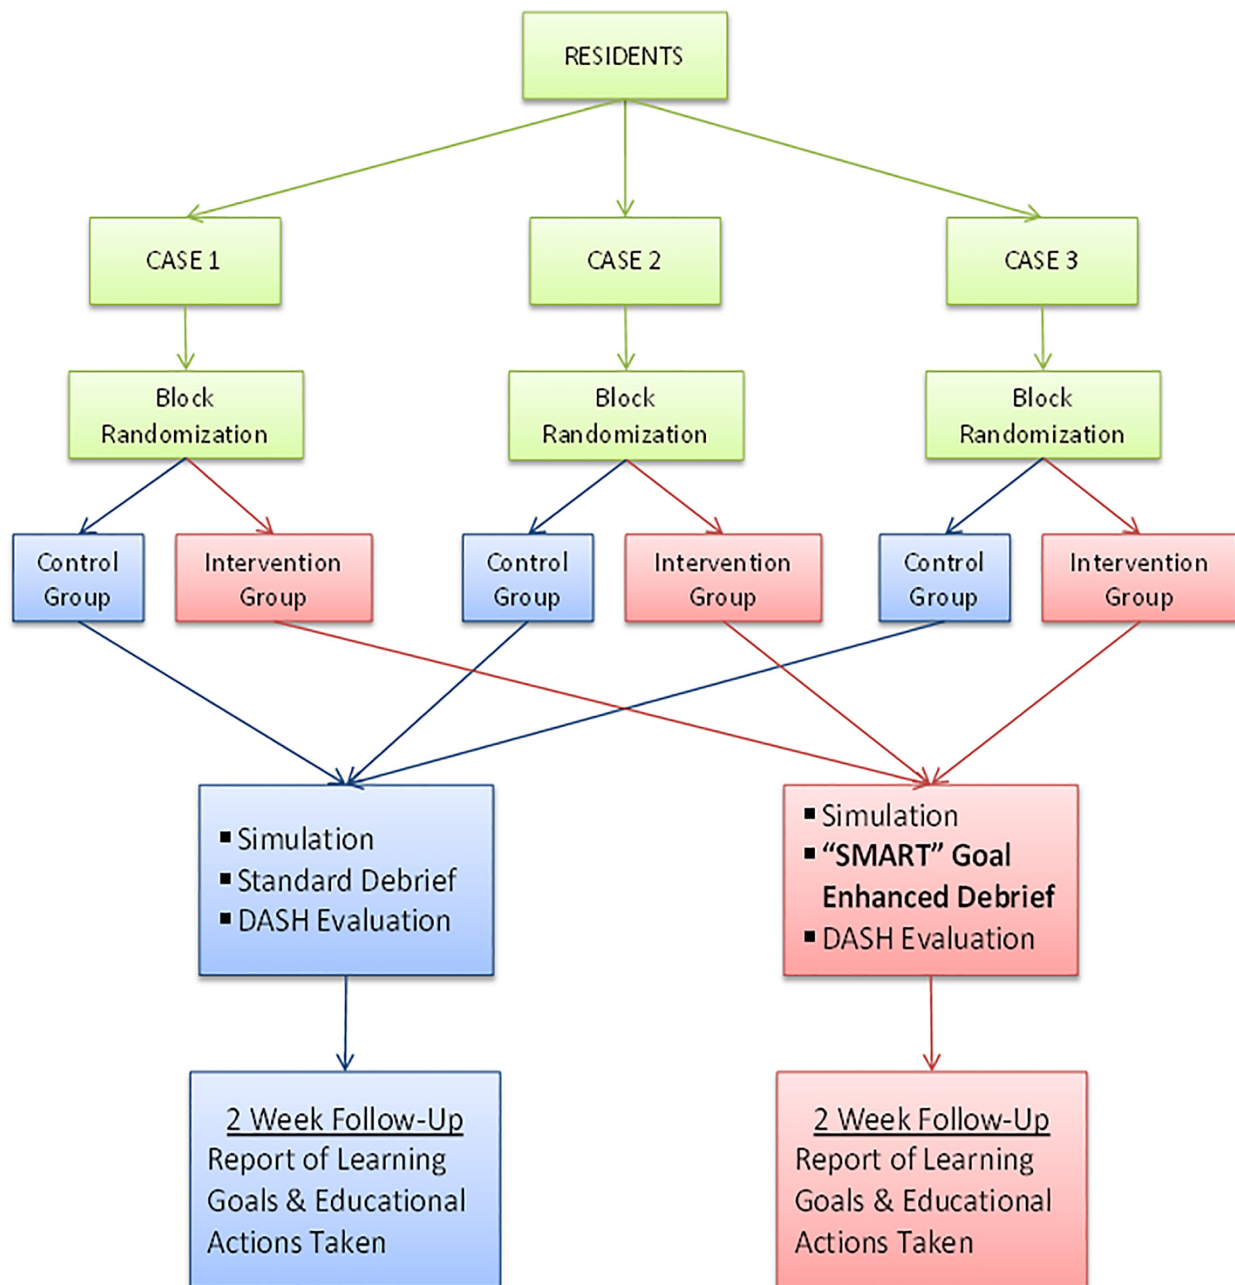 RESIDENTS
CASE 1
CASE 2
CASE 3
Block
Randomization
Block
Randomization
Block
Randomization
Control
Group
Intervention
Group
Control
Group
Intervention
Group
Control
Group
Intervention
Group
▪ Simulation
▪ Standard Debrief
▪ DASH Evaluation
▪ Simulation
▪ “SMART” Goal
Enhanced Debrief
▪ DASH Evaluation
2 Week Follow-Up
Report of Learning
Goals & Educational
Actions Taken
2 Week Follow-Up
Report of Learning
Goals & Educational
Actions Taken